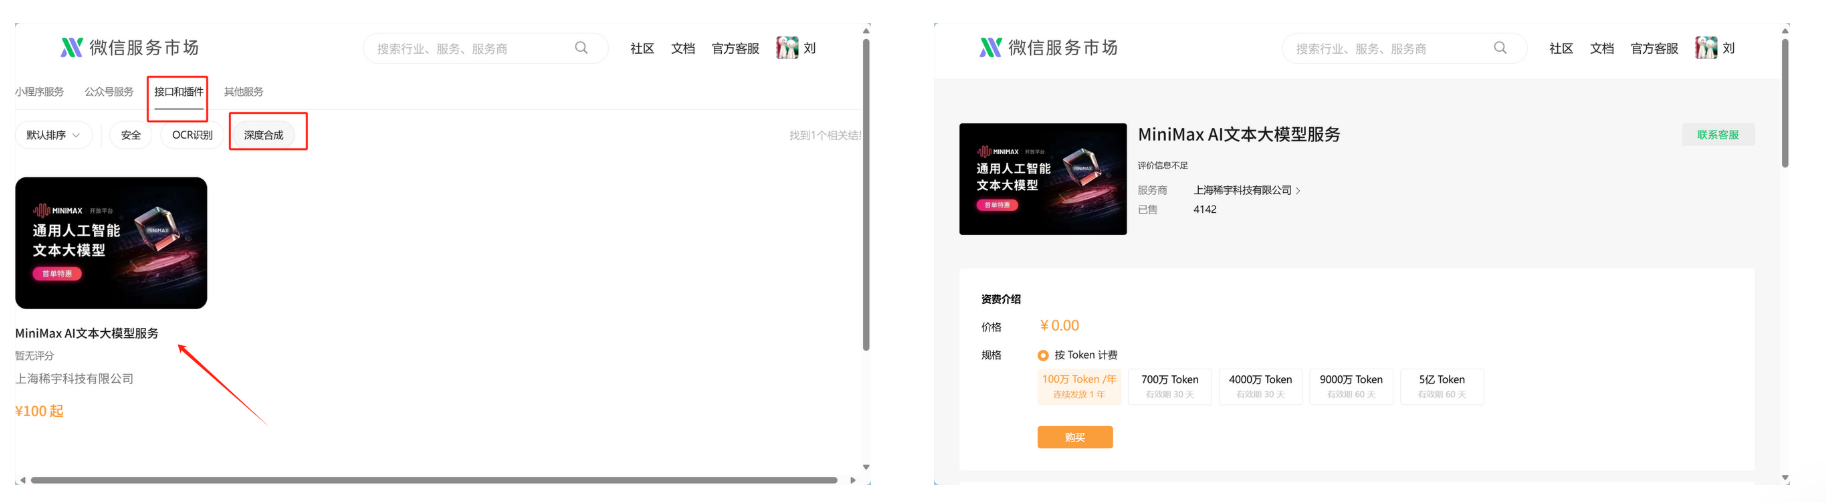 微信服务市场
搜索行业、服务、服务商
社区 文档 官方客服 刘
小程序服务 公众号服务 接口和插件 其他服务
默认排序 安全 OCR识别 深度合成
找到1个相关结
MINIMAX 开放平台
通用人工智能
文本大模型
MINIMAX
首单特惠
MiniMax AI文本大模型服务
暂无评分
上海稀宇科技有限公司
¥100 起
微信服务市场
搜索行业、服务、服务商
社区 文档 官方客服 刘
MINIMAX 开放平台
通用人工智能
文本大模型
MINIMAX
首单特惠
MiniMax AI文本大模型服务
联系客服
评价信息不足
服务商 上海稀宇科技有限公司 >
已售 4142
资费介绍
价格 ¥ 0.00
规格 按 Token 计费
100万 Token /年 700万 Token 4000万 Token 9000万 Token 5亿 Token
连续发放 1 年 有效期 30 天 有效期 30 天 有效期 60 天 有效期 60 天
购买